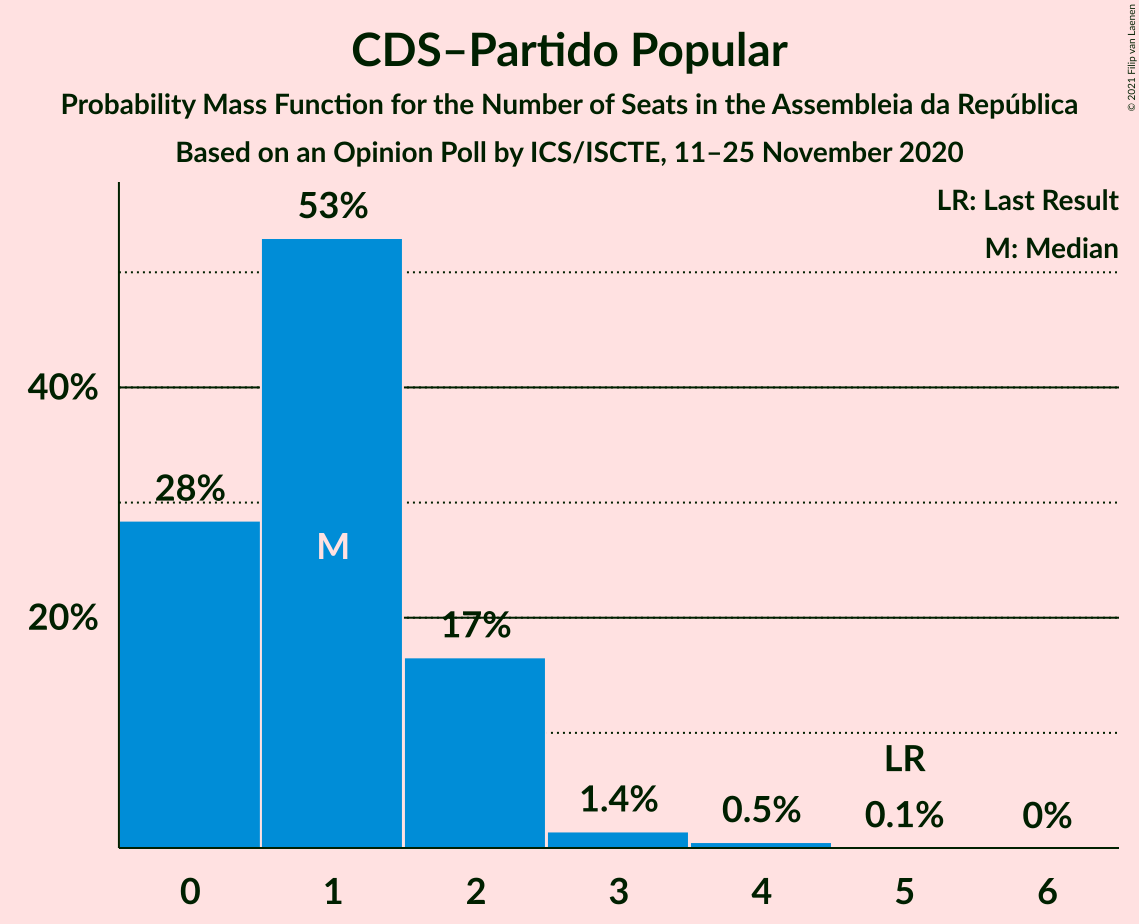 CDS–Partido Popular
Probability Mass Function for the Number of Seats in the Assembleia da República
Based on an Opinion Poll by ICS/ISCTE, 11–25 November 2020
© 2021 Filip van Laenen
LR: Last Result
M: Median
53%
40%
28%
M
20%
17%
LR
1.4%
0.5%
0.1%
0%
0
1
2
3
4
5
6